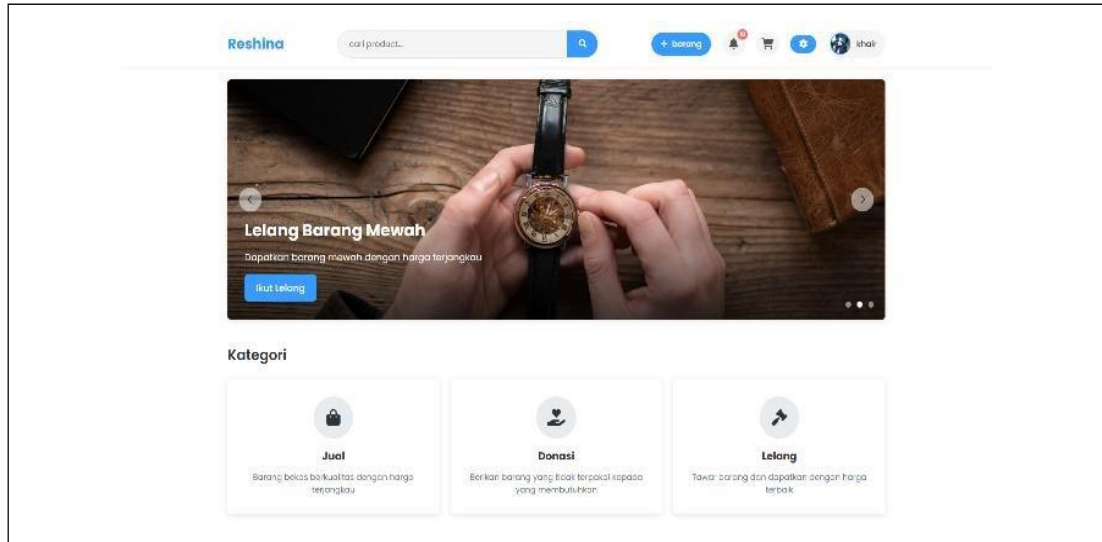 Reshina
cari product...
+ barang
khair
Lelang Barang Mewah
Dapatkan barang mewah dengan harga terjangkau
Ikut Lelang
Kategori
Jual
Barang bekas berkualitas dengan harga
terjangkau
Donasi
Berikan barang yang tidak terpakai kepada
yang membutuhkan
Lelang
Tawar barang dan dapatkan dengan harga
terbaik